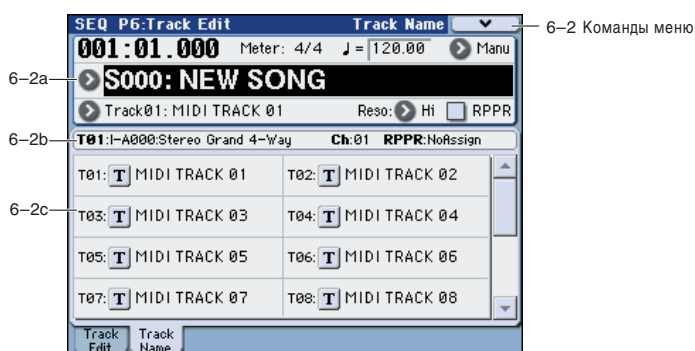 SEQ P6:Track Edit Track Name
6–2 Команды меню
001:01.000 Meter: 4/4 ♩=120.00 Manu
6–2a
S000: NEW SONG
Track01: MIDI TRACK 01 Reso: Hi RPPR
6–2b
T01:I-A000:Stereo Grand 4-Way Ch:01 RPPR:NoAssign
T01: T MIDI TRACK 01 T02: T MIDI TRACK 02
6–2c
T03: T MIDI TRACK 03 T04: T MIDI TRACK 04
T05: T MIDI TRACK 05 T06: T MIDI TRACK 06
T07: T MIDI TRACK 07 T08: T MIDI TRACK 08
Track Edit
Track Name